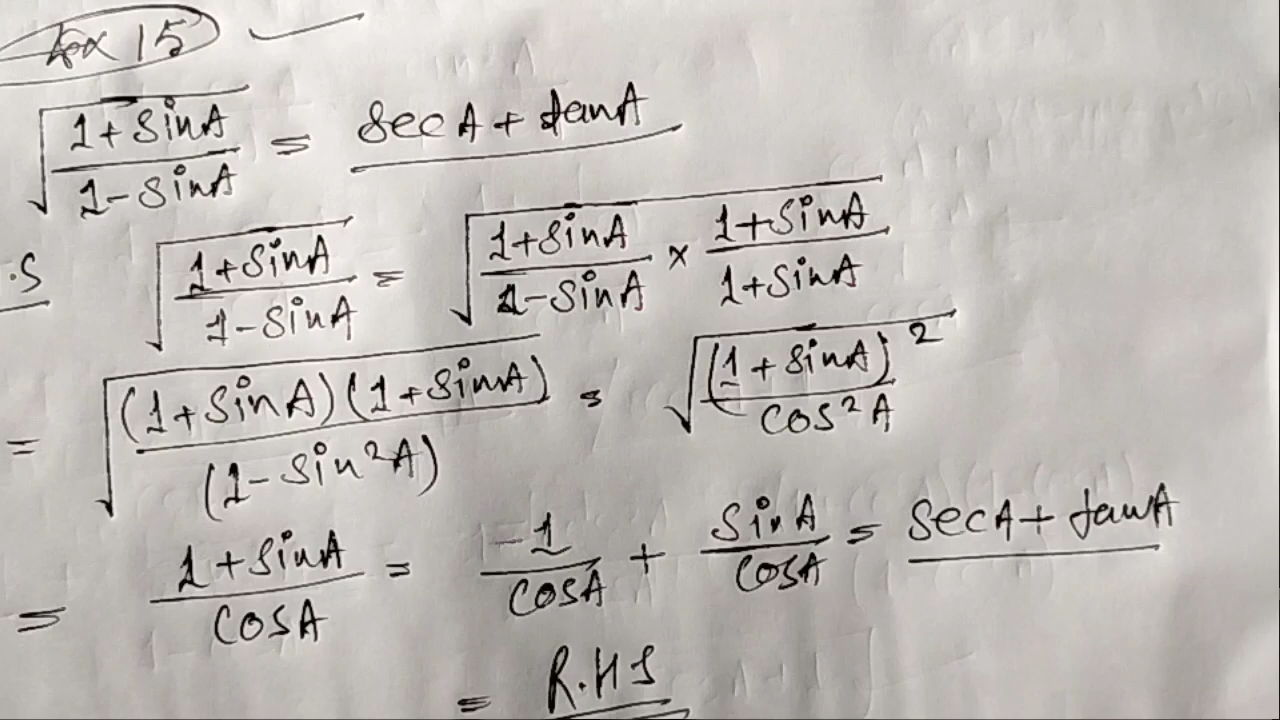 Ex 15
√((1+SinA)/(1-SinA)) = SecA + tanA
.S √((1+SinA)/(1-SinA)) = √((1+SinA)/(1-SinA) × (1+SinA)/(1+SinA))
= √((1+SinA)(1+SinA)/(1-Sin²A)) = √((1+SinA)²/COS²A)
= (1+SinA)/COSA = -1/COSA + SinA/COSA = SecA + tanA
= R.HS